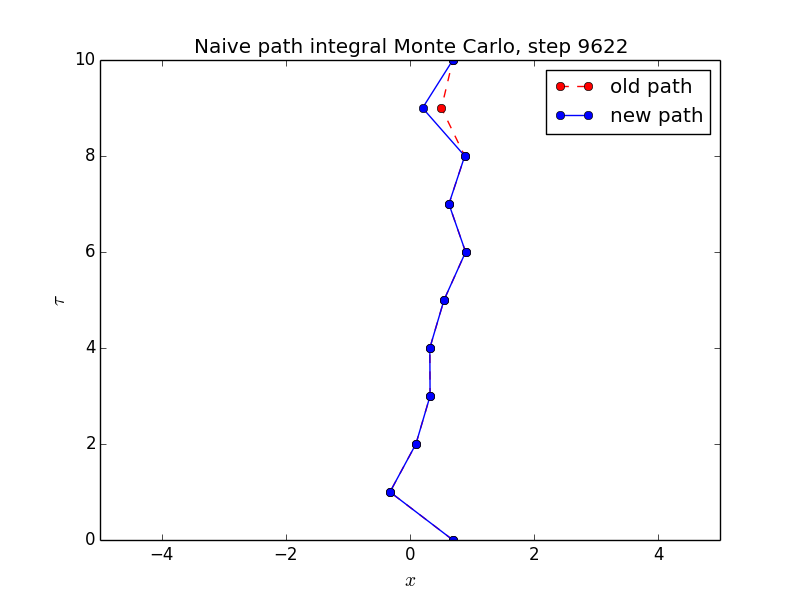 Naive path integral Monte Carlo, step 9622
old path
new path
10
8
6
4
2
0
τ
−4 −2 0 2 4
x